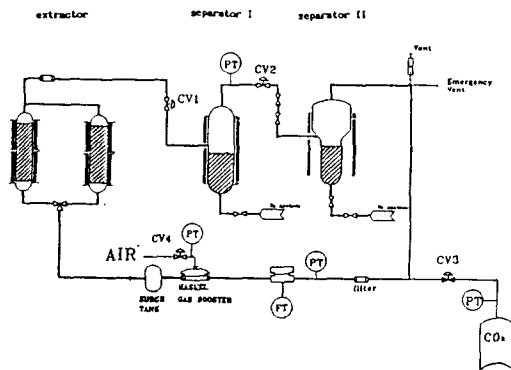 extractor
separator I
separator II
Vent
Emergency
Vent
PT
CV2
CV1
PT
CV4
AIR
PT
CV3
SURGE
TANK
GAS BOOSTER
FT
filter
PT
CO₂